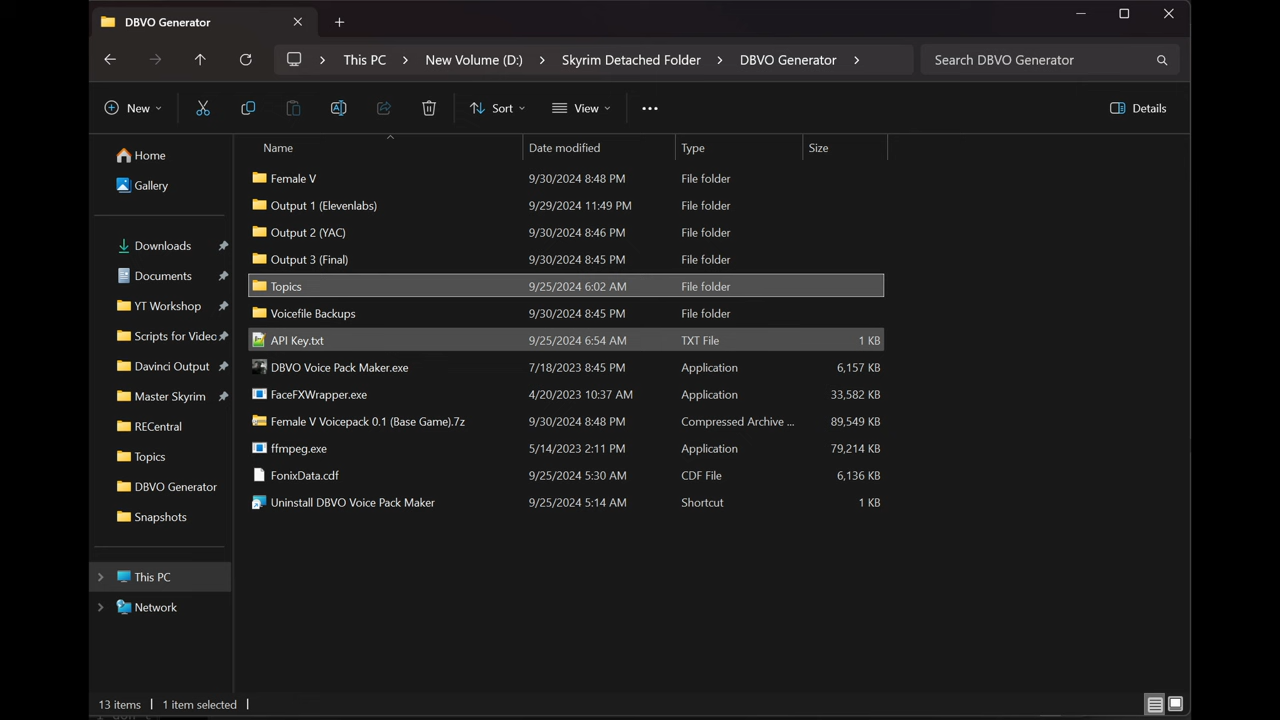 DBVO Generator
This PC > New Volume (D:) > Skyrim Detached Folder > DBVO Generator >
Search DBVO Generator
New
Sort
View
Details
Home
Gallery
Downloads
Documents
YT Workshop
Scripts for Videc
Davinci Output
Master Skyrim
RECentral
Topics
DBVO Generator
Snapshots
This PC
Network
Name Date modified Type Size
Female V 9/30/2024 8:48 PM File folder
Output 1 (Elevenlabs) 9/29/2024 11:49 PM File folder
Output 2 (YAC) 9/30/2024 8:46 PM File folder
Output 3 (Final) 9/30/2024 8:45 PM File folder
Topics 9/25/2024 6:02 AM File folder
Voicefile Backups 9/30/2024 8:45 PM File folder
API Key.txt 9/25/2024 6:54 AM TXT File 1 KB
DBVO Voice Pack Maker.exe 7/18/2023 8:45 PM Application 6,157 KB
FaceFXWrapper.exe 4/20/2023 10:37 AM Application 33,582 KB
Female V Voicepack 0.1 (Base Game).7z 9/30/2024 8:48 PM Compressed Archive ... 89,549 KB
ffmpeg.exe 5/14/2023 2:11 PM Application 79,214 KB
FonixData.cdf 9/25/2024 5:30 AM CDF File 6,136 KB
Uninstall DBVO Voice Pack Maker 9/25/2024 5:14 AM Shortcut 1 KB
13 items 1 item selected